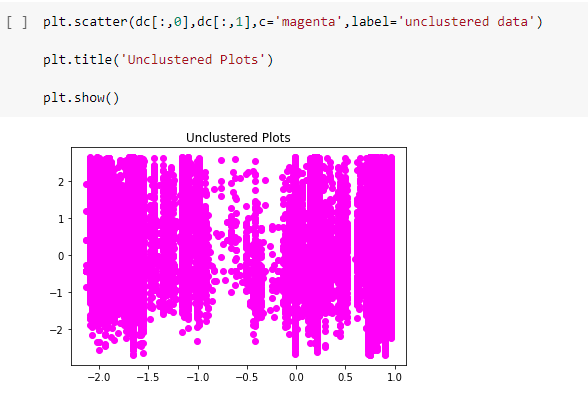 [ ] plt.scatter(dc[:,0],dc[:,1],c='magenta',label='unclustered data')
plt.title('Unclustered Plots')
plt.show()
Unclustered Plots
2
1
0
−1
−2
−2.0 −1.5 −1.0 −0.5 0.0 0.5 1.0